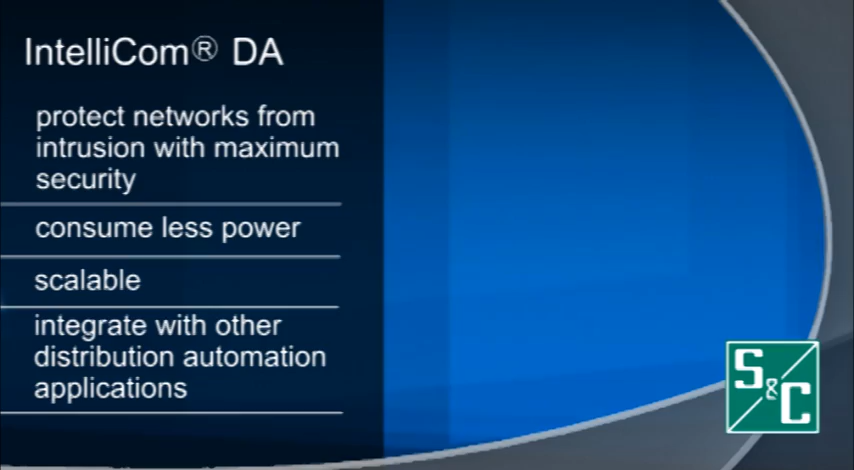 IntelliCom® DA
protect networks from
intrusion with maximum
security
consume less power
scalable
integrate with other
distribution automation
applications
S&C